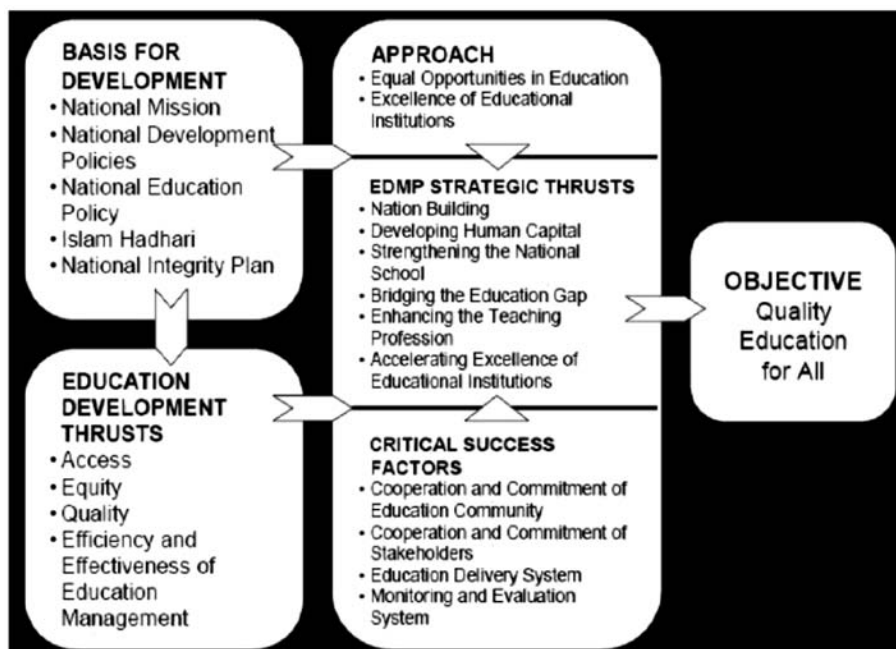 BASIS FOR
DEVELOPMENT
• National Mission
• National Development
Policies
• National Education
Policy
• Islam Hadhari
• National Integrity Plan
EDUCATION
DEVELOPMENT
THRUSTS
• Access
• Equity
• Quality
• Efficiency and
Effectiveness of
Education
Management
APPROACH
• Equal Opportunities in Education
• Excellence of Educational
Institutions
EDMP STRATEGIC THRUSTS
• Nation Building
• Developing Human Capital
• Strengthening the National
School
• Bridging the Education Gap
• Enhancing the Teaching
Profession
• Accelerating Excellence of
Educational Institutions
CRITICAL SUCCESS
FACTORS
• Cooperation and Commitment of
Education Community
• Cooperation and Commitment of
Stakeholders
• Education Delivery System
• Monitoring and Evaluation
System
OBJECTIVE
Quality
Education
for All